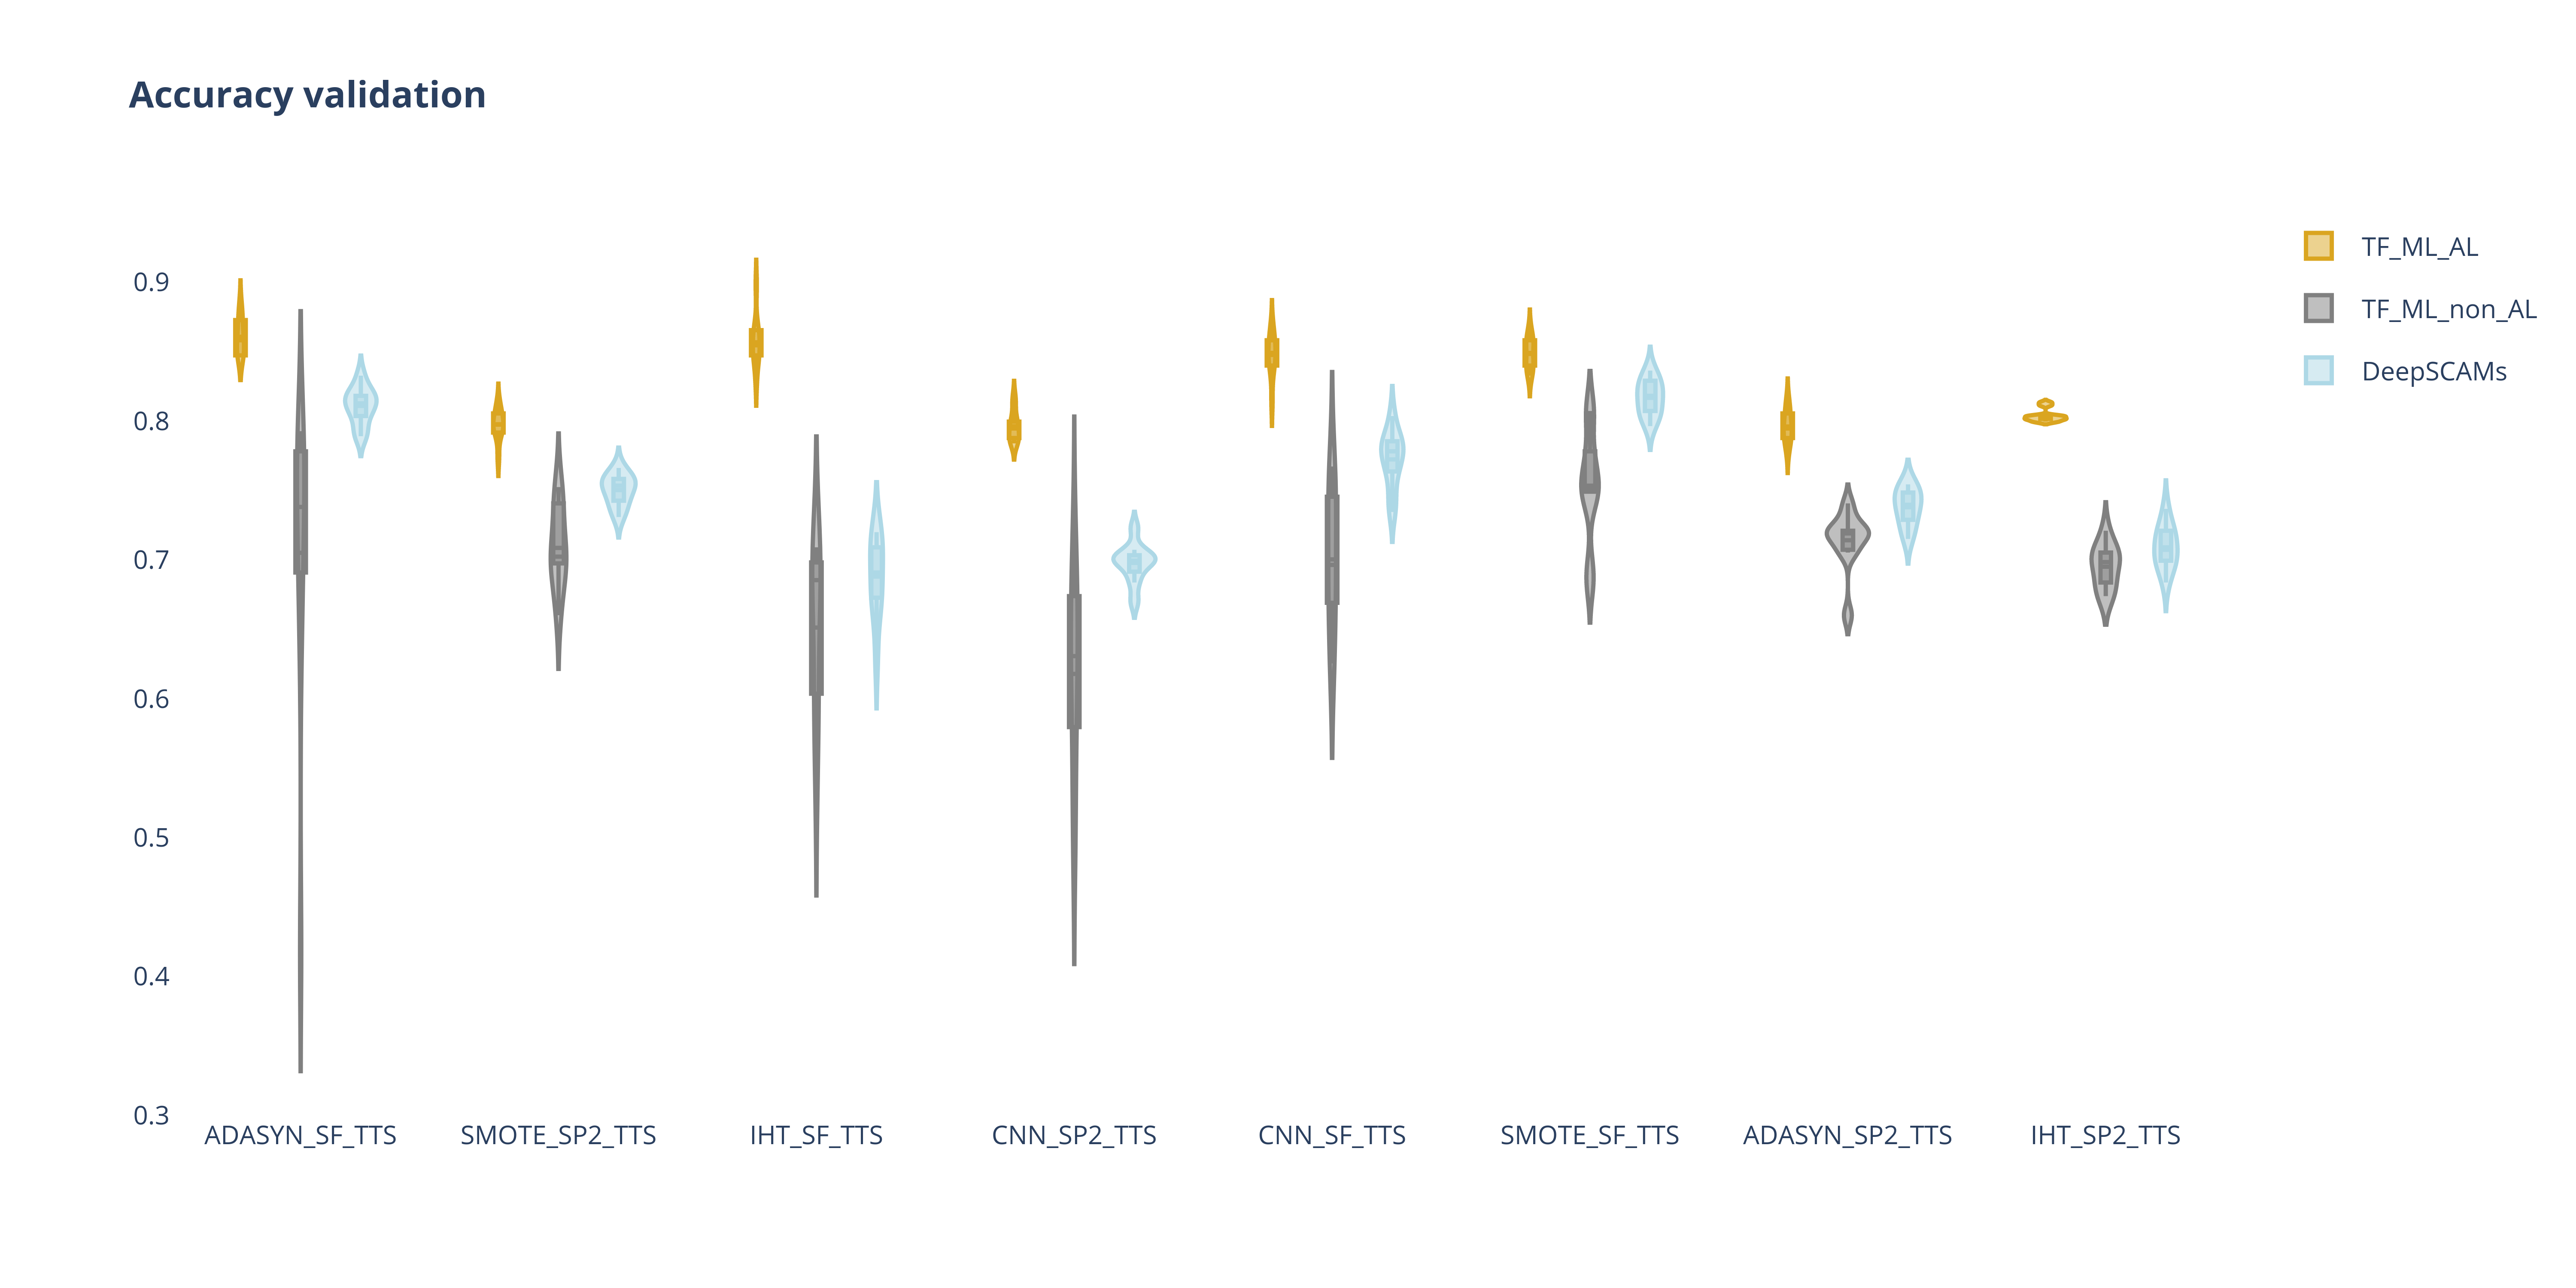 Accuracy validation
TF_ML_AL
TF_ML_non_AL
DeepSCAMs
0.9
0.8
0.7
0.6
0.5
0.4
0.3
ADASYN_SF_TTS
SMOTE_SP2_TTS
IHT_SF_TTS
CNN_SP2_TTS
CNN_SF_TTS
SMOTE_SF_TTS
ADASYN_SP2_TTS
IHT_SP2_TTS